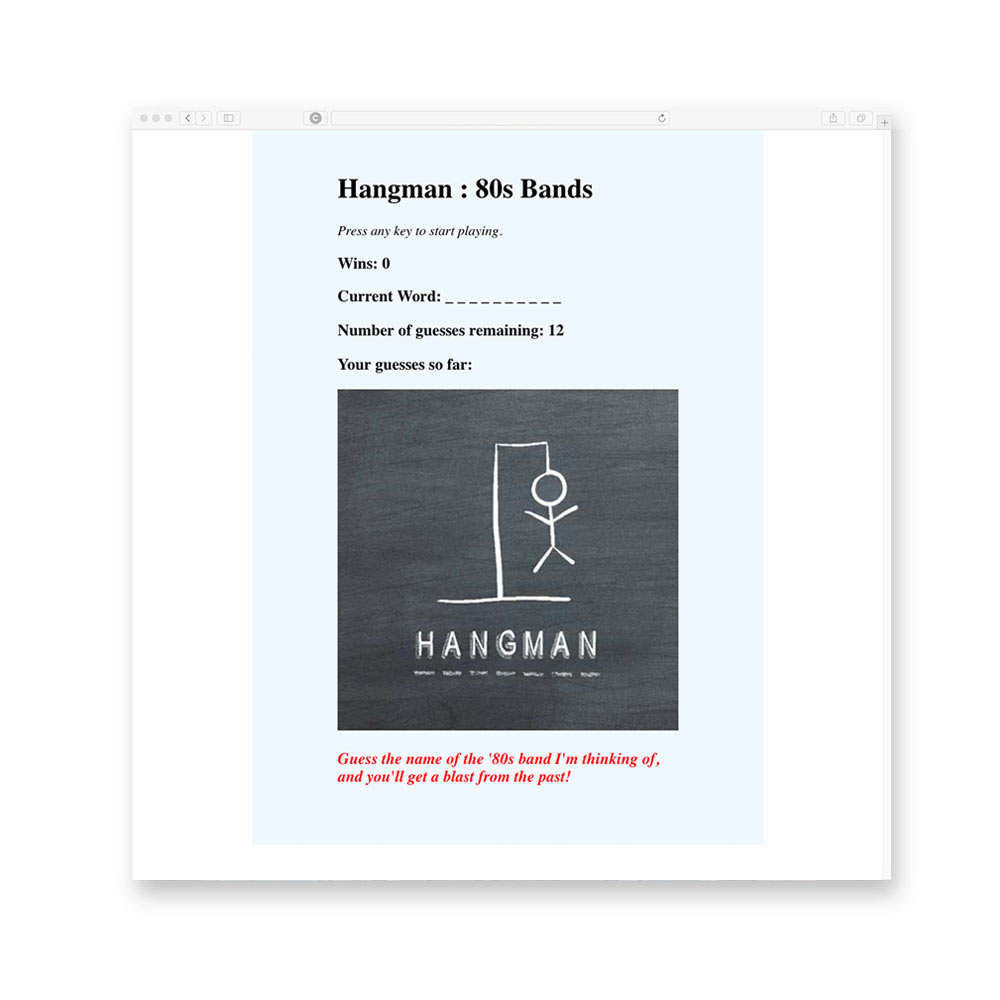 Hangman : 80s Bands
Press any key to start playing.
Wins: 0
Current Word: _ _ _ _ _ _ _ _ _ _
Number of guesses remaining: 12
Your guesses so far:
HANGMAN
Guess the name of the '80s band I'm thinking of,
and you'll get a blast from the past!